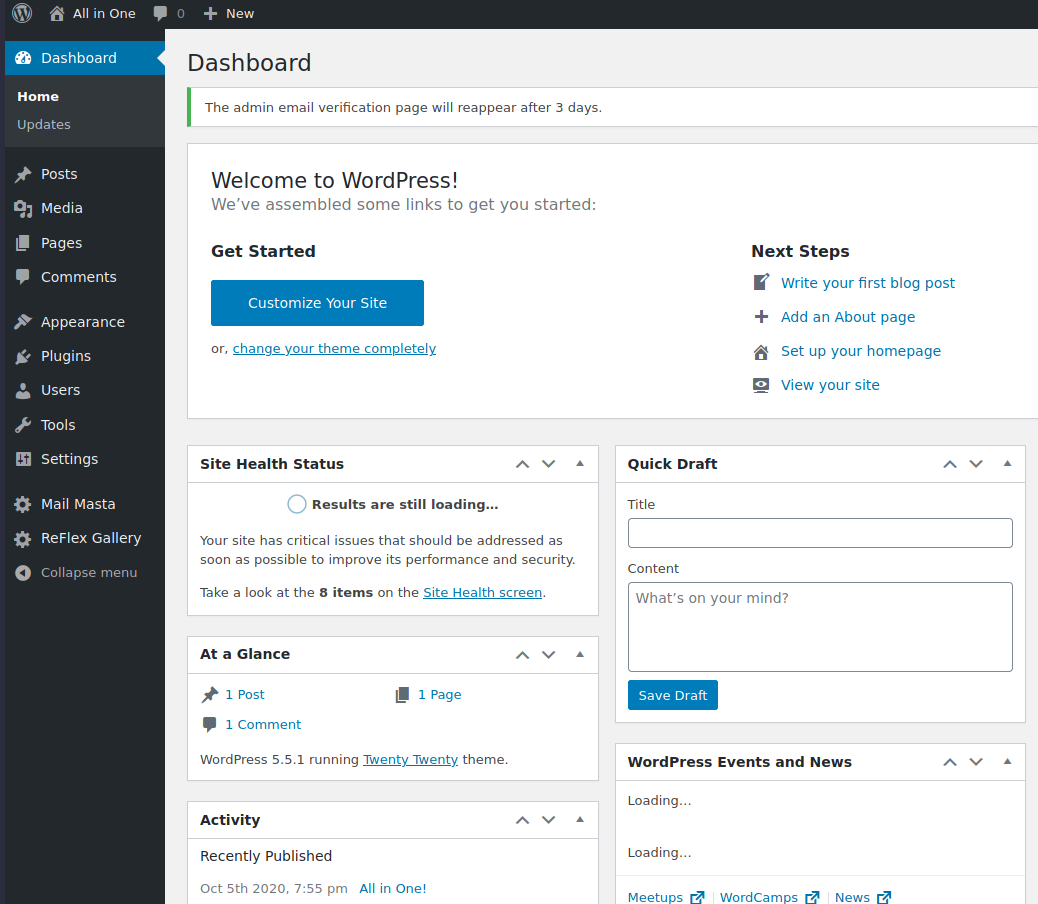 All in One 0 New
Dashboard
Home
Updates
Posts
Media
Pages
Comments
Appearance
Plugins
Users
Tools
Settings
Mail Masta
ReFlex Gallery
Collapse menu
Dashboard
The admin email verification page will reappear after 3 days.
Welcome to WordPress!
We’ve assembled some links to get you started:
Get Started
Customize Your Site
or, change your theme completely
Next Steps
Write your first blog post
Add an About page
Set up your homepage
View your site
Site Health Status
Results are still loading…
Your site has critical issues that should be addressed as
soon as possible to improve its performance and security.
Take a look at the 8 items on the Site Health screen.
At a Glance
1 Post 1 Page
1 Comment
WordPress 5.5.1 running Twenty Twenty theme.
Activity
Recently Published
Oct 5th 2020, 7:55 pm All in One!
Quick Draft
Title
Content
What’s on your mind?
Save Draft
WordPress Events and News
Loading…
Loading…
Meetups | WordCamps | News